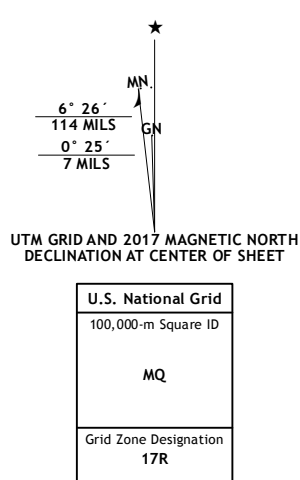 ★
MN.
6° 26´
114 MILS
GN
0° 25´
7 MILS
UTM GRID AND 2017 MAGNETIC NORTH
DECLINATION AT CENTER OF SHEET
U.S. National Grid
100,000-m Square ID
MQ
Grid Zone Designation
17R